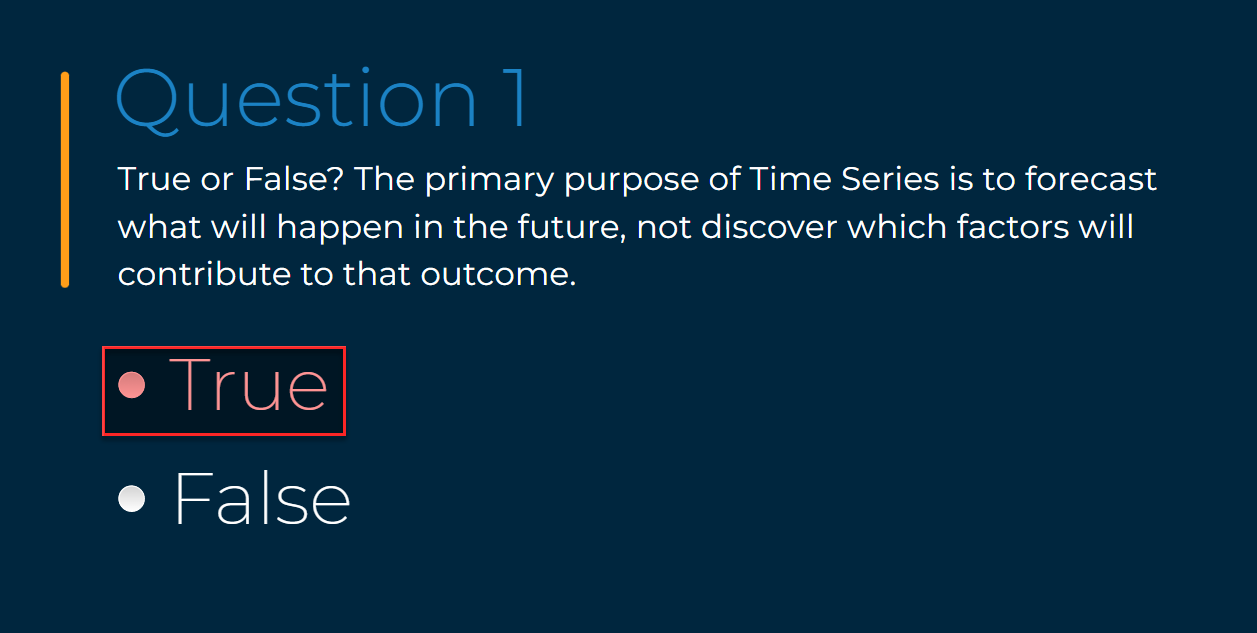 Question 1
True or False? The primary purpose of Time Series is to forecast
what will happen in the future, not discover which factors will
contribute to that outcome.
• True
• False